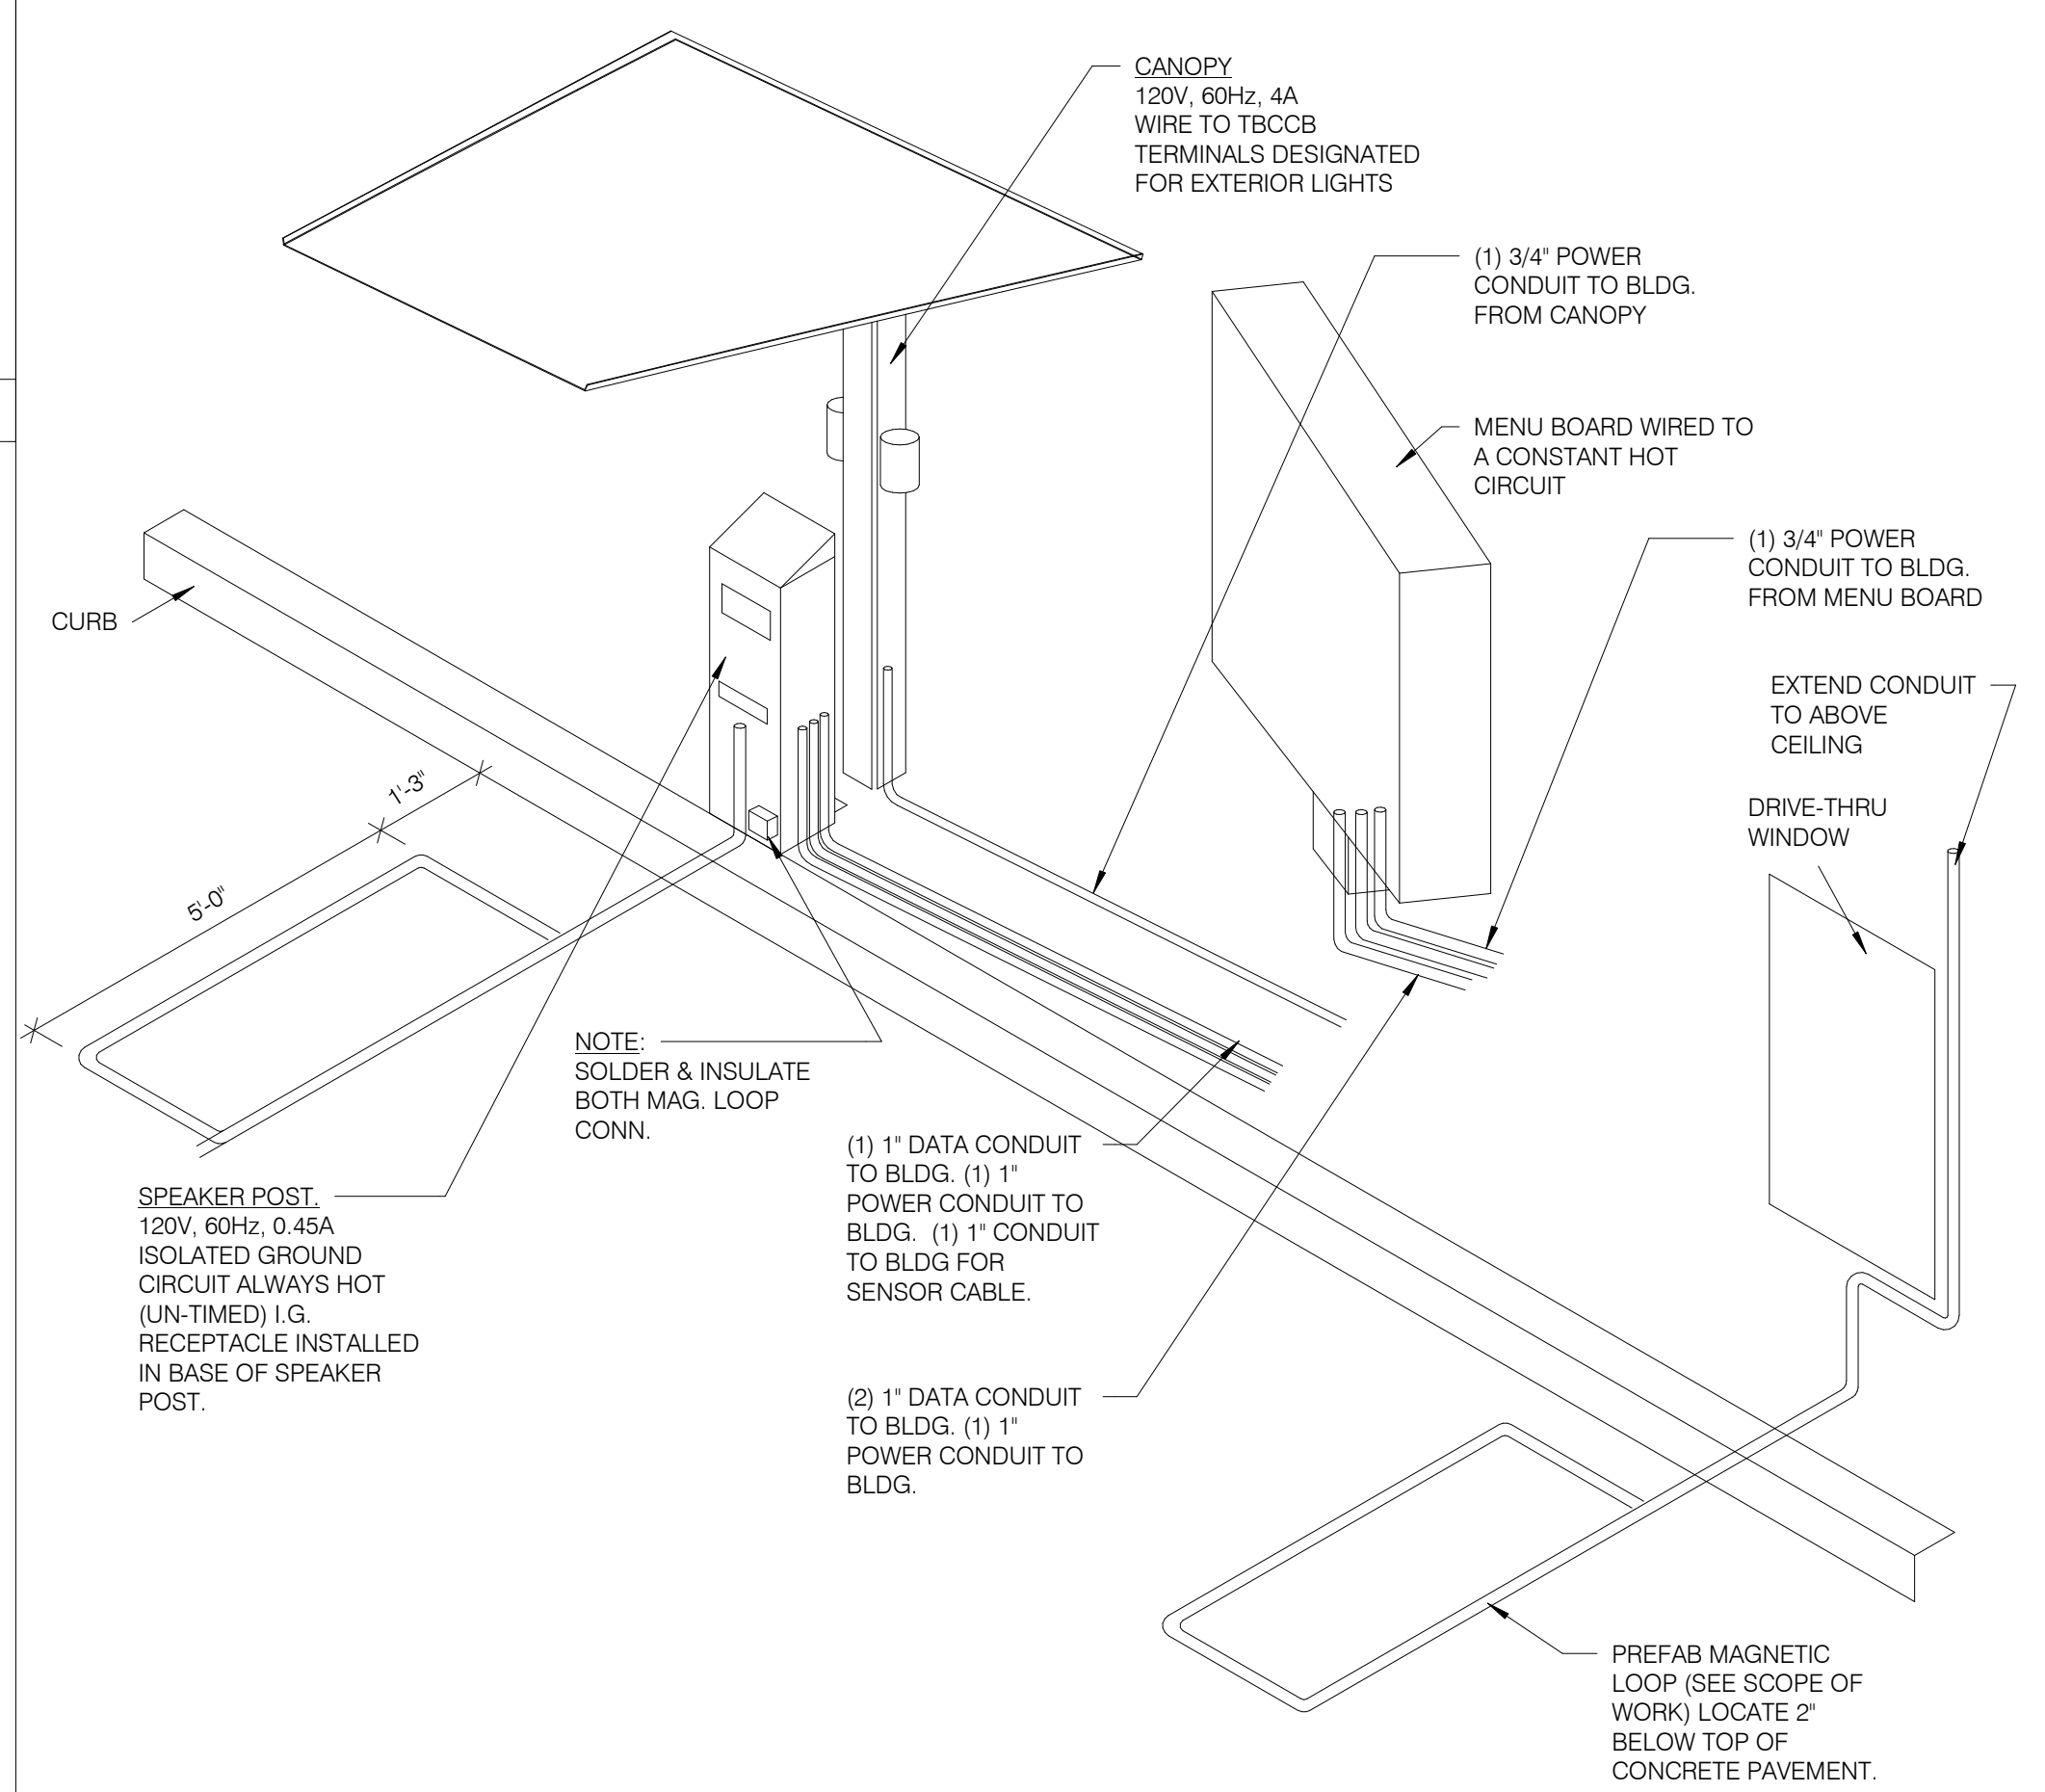 CANOPY
120V, 60Hz, 4A
WIRE TO TBCCB
TERMINALS DESIGNATED
FOR EXTERIOR LIGHTS
(1) 3/4" POWER
CONDUIT TO BLDG.
FROM CANOPY
MENU BOARD WIRED TO
A CONSTANT HOT
CIRCUIT
(1) 3/4" POWER
CONDUIT TO BLDG.
FROM MENU BOARD
CURB
EXTEND CONDUIT
TO ABOVE
CEILING
DRIVE-THRU
WINDOW
1'-3"
5'-0"
NOTE:
SOLDER & INSULATE
BOTH MAG. LOOP
CONN.
(1) 1" DATA CONDUIT
TO BLDG. (1) 1"
POWER CONDUIT TO
BLDG. (1) 1" CONDUIT
TO BLDG FOR
SENSOR CABLE.
SPEAKER POST.
120V, 60Hz, 0.45A
ISOLATED GROUND
CIRCUIT ALWAYS HOT
(UN-TIMED) I.G.
RECEPTACLE INSTALLED
IN BASE OF SPEAKER
POST.
(2) 1" DATA CONDUIT
TO BLDG. (1) 1"
POWER CONDUIT TO
BLDG.
PREFAB MAGNETIC
LOOP (SEE SCOPE OF
WORK) LOCATE 2"
BELOW TOP OF
CONCRETE PAVEMENT.